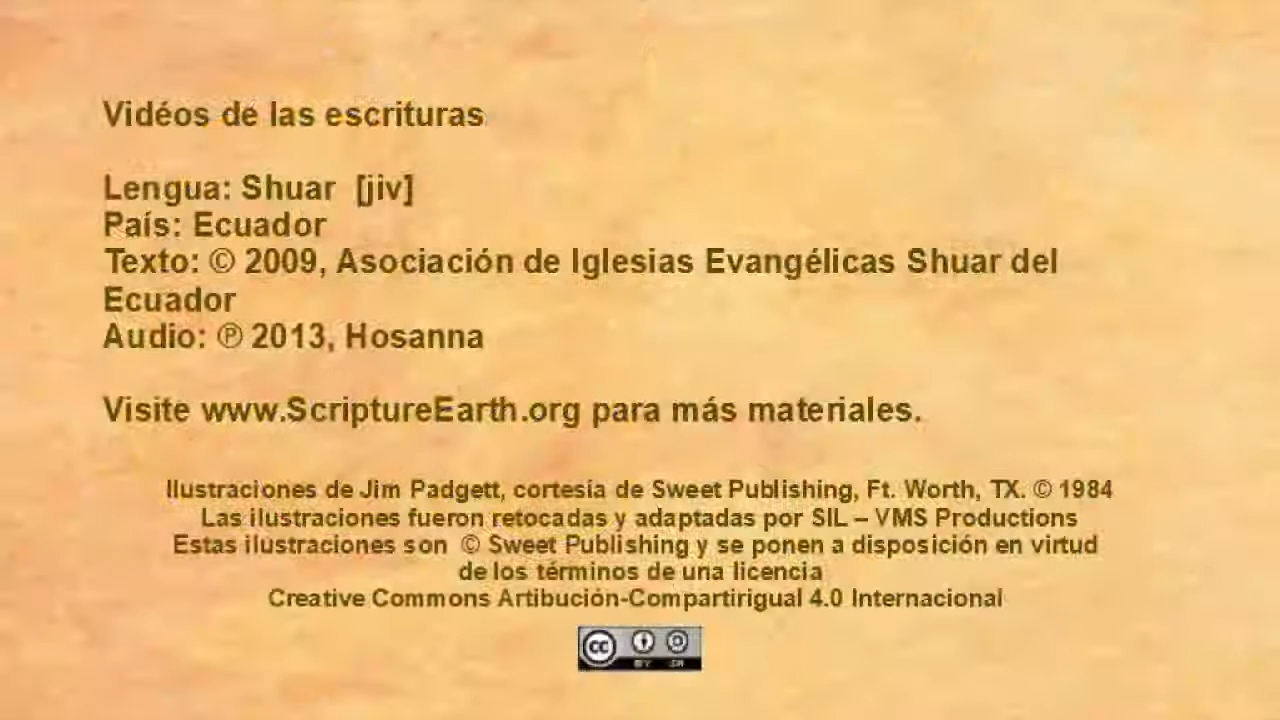 Vidéos de las escrituras
Lengua: Shuar [jiv]
País: Ecuador
Texto: © 2009, Asociación de Iglesias Evangélicas Shuar del
Ecuador
Audio: ℗ 2013, Hosanna
Visite www.ScriptureEarth.org para más materiales.
Ilustraciones de Jim Padgett, cortesía de Sweet Publishing, Ft. Worth, TX. © 1984
Las ilustraciones fueron retocadas y adaptadas por SIL – VMS Productions
Estas ilustraciones son © Sweet Publishing y se ponen a disposición en virtud
de los términos de una licencia
Creative Commons Artibución-Compartirigual 4.0 Internacional
cc
BY SA